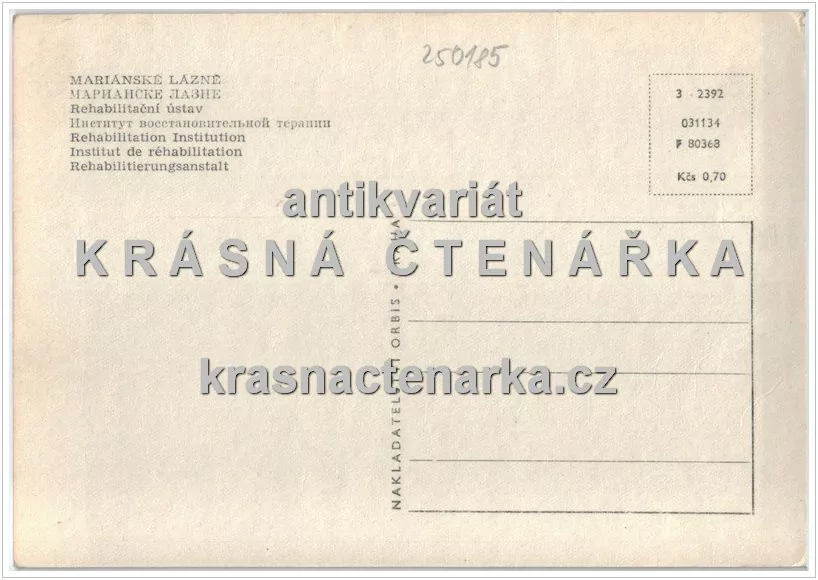 250185
MARIÁNSKÉ LÁZNĚ
МАРИАНСКЕ ЛАЗНЕ
Rehabilitační ústav
Институт восстановительной терапии
Rehabilitation Institution
Institut de réhabilitation
Rehabilitierungsanstalt
3 - 2392
031134
F 80368
Kčs 0,70
antikvariát
KRÁSNÁ ČTENÁŘKA
krasnactenarka.cz
NAKLADATELSTVÍ ORBIS • PRAHA